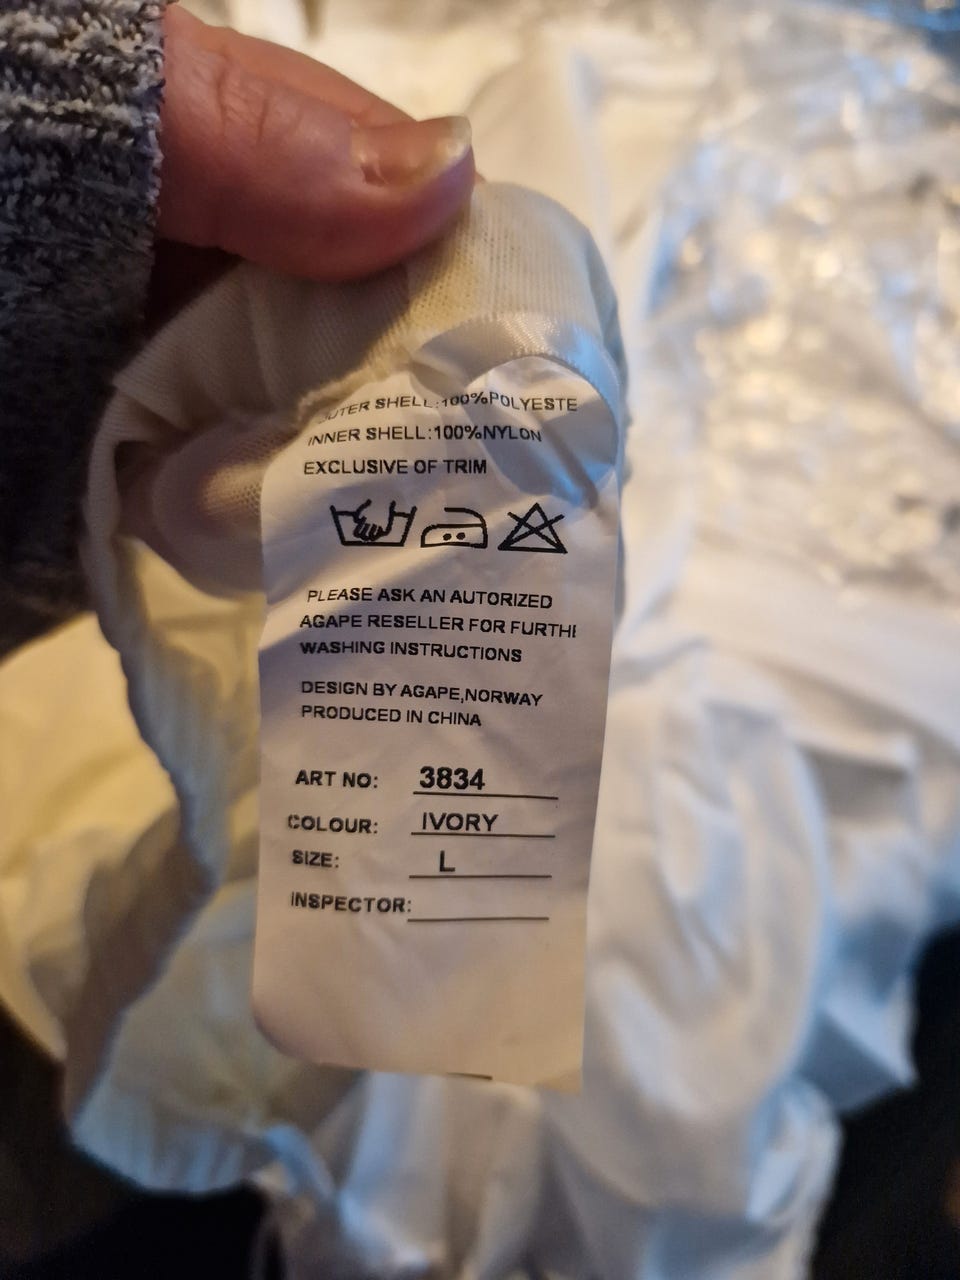 OUTER SHELL:100%POLYESTE
INNER SHELL:100%NYLON
EXCLUSIVE OF TRIM
PLEASE ASK AN AUTORIZED
AGAPE RESELLER FOR FURTHE
WASHING INSTRUCTIONS
DESIGN BY AGAPE,NORWAY
PRODUCED IN CHINA
ART NO: 3834
COLOUR: IVORY
SIZE: L
INSPECTOR: